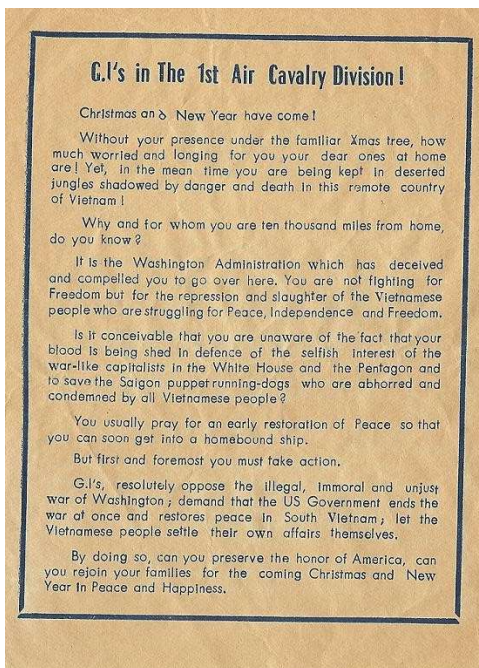 G.I's in The 1st Air Cavalry Division !
Christmas and New Year have come !
Without your presence under the familiar Xmas tree, how
much worried and longing for you your dear ones at home
are ! Yet, in the mean time you are being kept in deserted
jungles shadowed by danger and death in this remote country
of Vietnam !
Why and for whom you are ten thousand miles from home,
do you know ?
It is the Washington Administration which has deceived
and compelled you to go over here. You are not fighting for
Freedom but for the repression and slaughter of the Vietnamese
people who are struggling for Peace, Independence and Freedom.
Is it conceivable that you are unaware of the fact that your
blood is being shed in defence of the selfish interest of the
war-like capitalists in the White House and the Pentagon and
to save the Saigon puppet running-dogs who are abhorred and
condemned by all Vietnamese people ?
You usually pray for an early restoration of Peace so that
you can soon get into a homebound ship.
But first and foremost you must take action.
G.I's, resolutely oppose the illegal, immoral and unjust
war of Washington ; demand that the US Government ends the
war at once and restores peace in South Vietnam ; let the
Vietnamese people settle their own affairs themselves.
By doing so, can you preserve the honor of America, can
you rejoin your families for the coming Christmas and New
Year in Peace and Happiness.